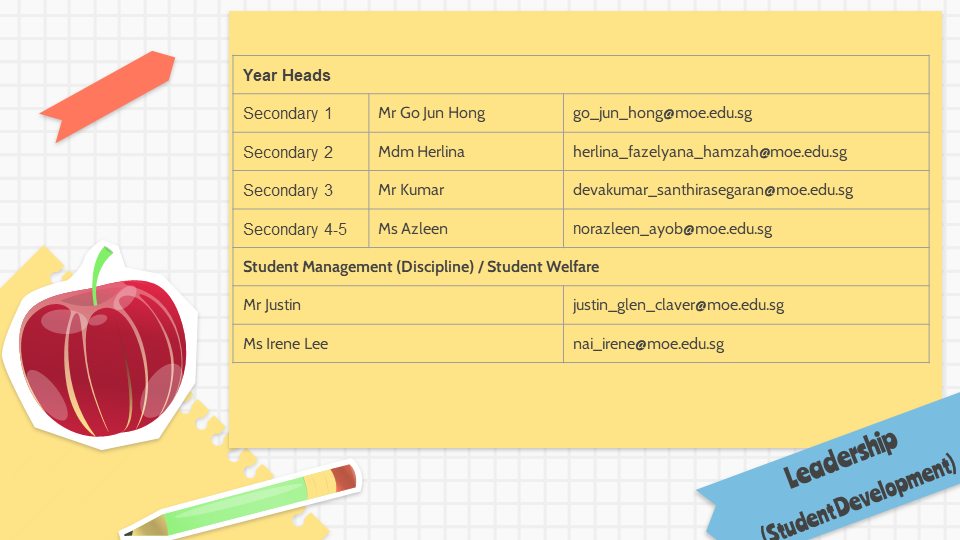 Year Heads
Secondary 1 Mr Go Jun Hong go_jun_hong@moe.edu.sg
Secondary 2 Mdm Herlina herlina_fazelyana_hamzah@moe.edu.sg
Secondary 3 Mr Kumar devakumar_santhirasegaran@moe.edu.sg
Secondary 4-5 Ms Azleen norazleen_ayob@moe.edu.sg
Student Management (Discipline) / Student Welfare
Mr Justin justin_glen_claver@moe.edu.sg
Ms Irene Lee nai_irene@moe.edu.sg
Leadership
(Student Development)